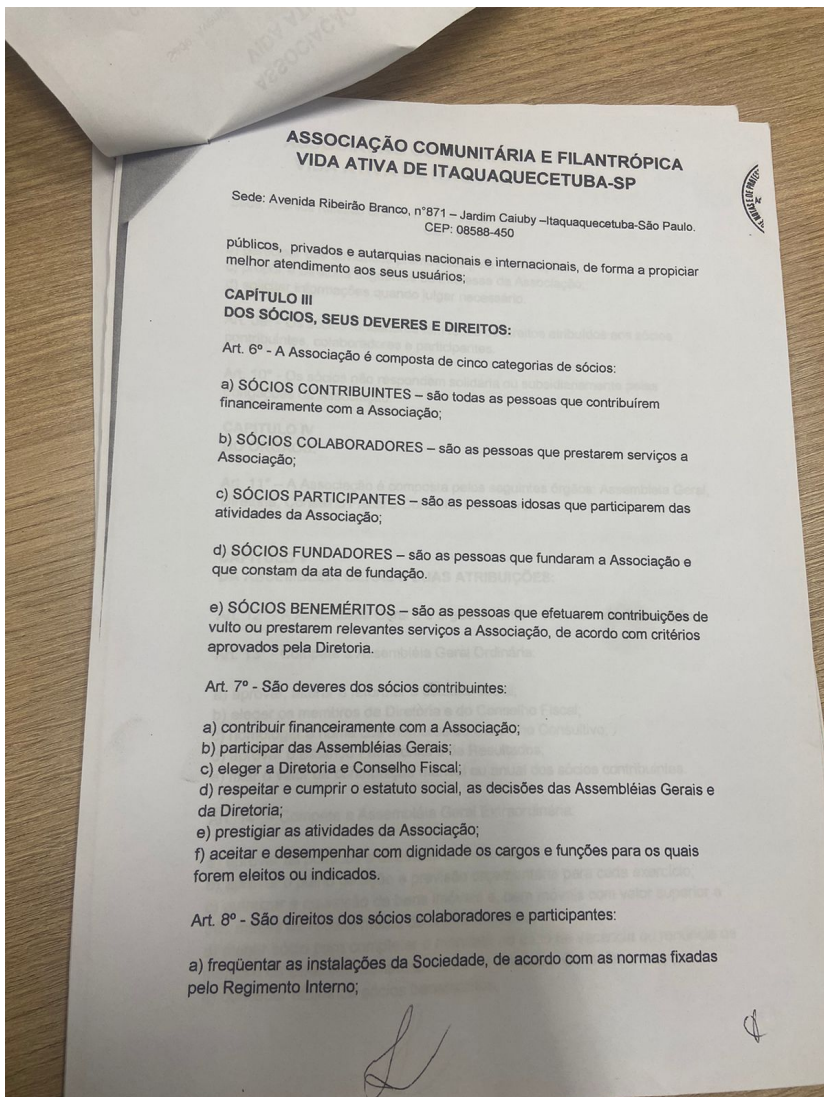 ASSOCIAÇÃO COMUNITÁRIA E FILANTRÓPICA
VIDA ATIVA DE ITAQUAQUECETUBA-SP
Sede: Avenida Ribeirão Branco, n°871 – Jardim Caiuby –Itaquaquecetuba-São Paulo.
CEP: 08588-450
públicos, privados e autarquias nacionais e internacionais, de forma a propiciar
melhor atendimento aos seus usuários;
CAPÍTULO III
DOS SÓCIOS, SEUS DEVERES E DIREITOS:
Art. 6º - A Associação é composta de cinco categorias de sócios:
a) SÓCIOS CONTRIBUINTES – são todas as pessoas que contribuírem
financeiramente com a Associação;
b) SÓCIOS COLABORADORES – são as pessoas que prestarem serviços a
Associação;
c) SÓCIOS PARTICIPANTES – são as pessoas idosas que participarem das
atividades da Associação;
d) SÓCIOS FUNDADORES – são as pessoas que fundaram a Associação e
que constam da ata de fundação.
e) SÓCIOS BENEMÉRITOS – são as pessoas que efetuarem contribuições de
vulto ou prestarem relevantes serviços a Associação, de acordo com critérios
aprovados pela Diretoria.
Art. 7º - São deveres dos sócios contribuintes:
a) contribuir financeiramente com a Associação;
b) participar das Assembléias Gerais;
c) eleger a Diretoria e Conselho Fiscal;
d) respeitar e cumprir o estatuto social, as decisões das Assembléias Gerais e
da Diretoria;
e) prestigiar as atividades da Associação;
f) aceitar e desempenhar com dignidade os cargos e funções para os quais
forem eleitos ou indicados.
Art. 8º - São direitos dos sócios colaboradores e participantes:
a) freqüentar as instalações da Sociedade, de acordo com as normas fixadas
pelo Regimento Interno;